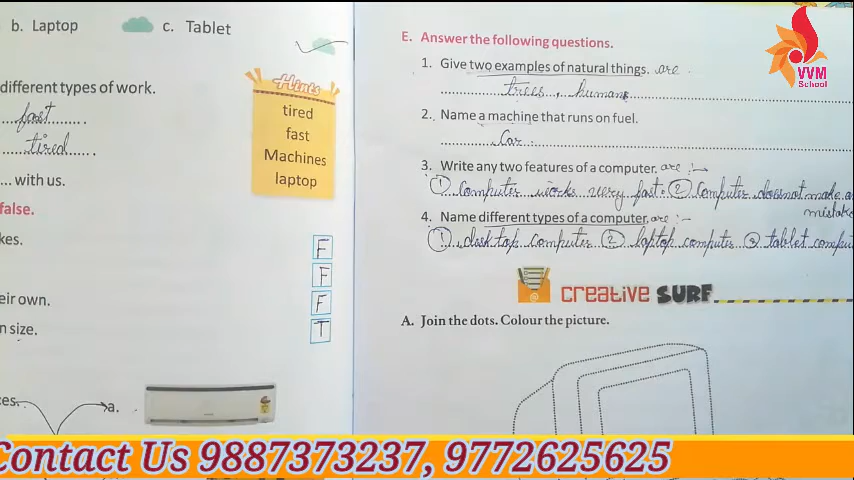 b. Laptop
c. Tablet
different types of work.
fast
tired
... with us.
false.
kes.
eir own.
n size.
ces.
a.
Hints
tired
fast
Machines
laptop
F
F
F
T
E. Answer the following questions.
1. Give two examples of natural things. are
trees, humans
2. Name a machine that runs on fuel.
Car
3. Write any two features of a computer. are :-
① Computer works very fast. ② Computer doesnot make a
mistake
4. Name different types of a computer. are :-
① desktop computer ② laptop computer ③ tablet compu
CREATIVE SURF
A. Join the dots. Colour the picture.
VVM
School
Contact Us 9887373237, 9772625625